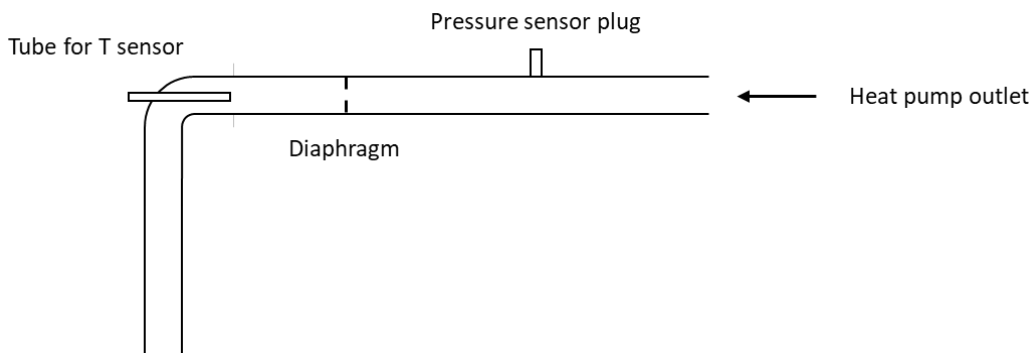 Pressure sensor plug
Tube for T sensor
Heat pump outlet
Diaphragm